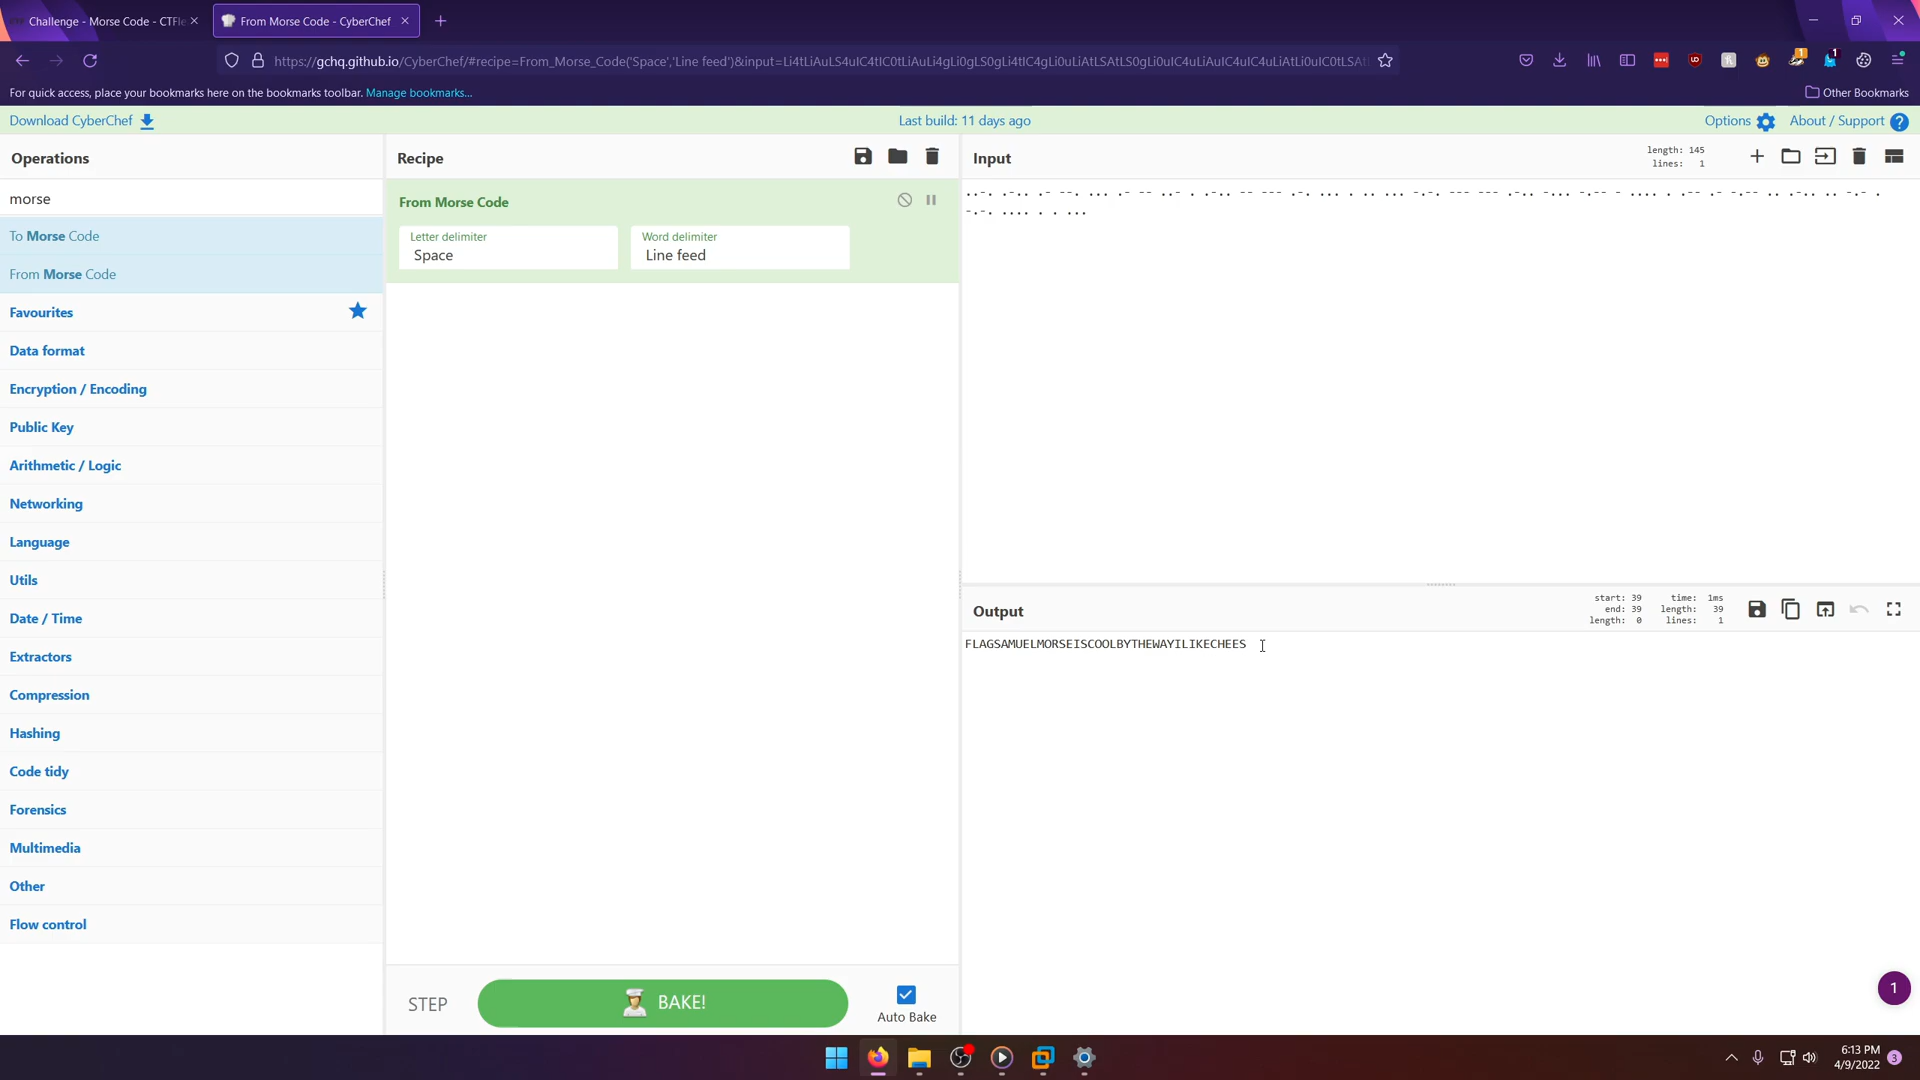 Challenge - Morse Code - CTFle
From Morse Code - CyberChef
https://gchq.github.io/CyberChef/#recipe=From_Morse_Code('Space','Line feed')&input=
For quick access, place your bookmarks here on the bookmarks toolbar. Manage bookmarks...
Other Bookmarks
Download CyberChef
Last build: 11 days ago
Options
About / Support
Operations
morse
To Morse Code
From Morse Code
Favourites
Data format
Encryption / Encoding
Public Key
Arithmetic / Logic
Networking
Language
Utils
Date / Time
Extractors
Compression
Hashing
Code tidy
Forensics
Multimedia
Other
Flow control
Recipe
From Morse Code
Letter delimiter
Space
Word delimiter
Line feed
STEP
BAKE!
Auto Bake
Input
length: 145
lines: 1
..-. .-.. .- --. ... .- -- ..- . .-.. -- --- .-. ... . .. ... -.-. --- --- .-.. -... -.-- - .... . .-- .- -.-- .. .-.. .. -.- .
-.-. .... . . ...
Output
start: 39
end: 39
length: 0
time: 1ms
length: 39
lines: 1
FLAGSAMUELMORSEISCOOLBYTHEWAYILIKECHEES
1
6:13 PM
4/9/2022
3